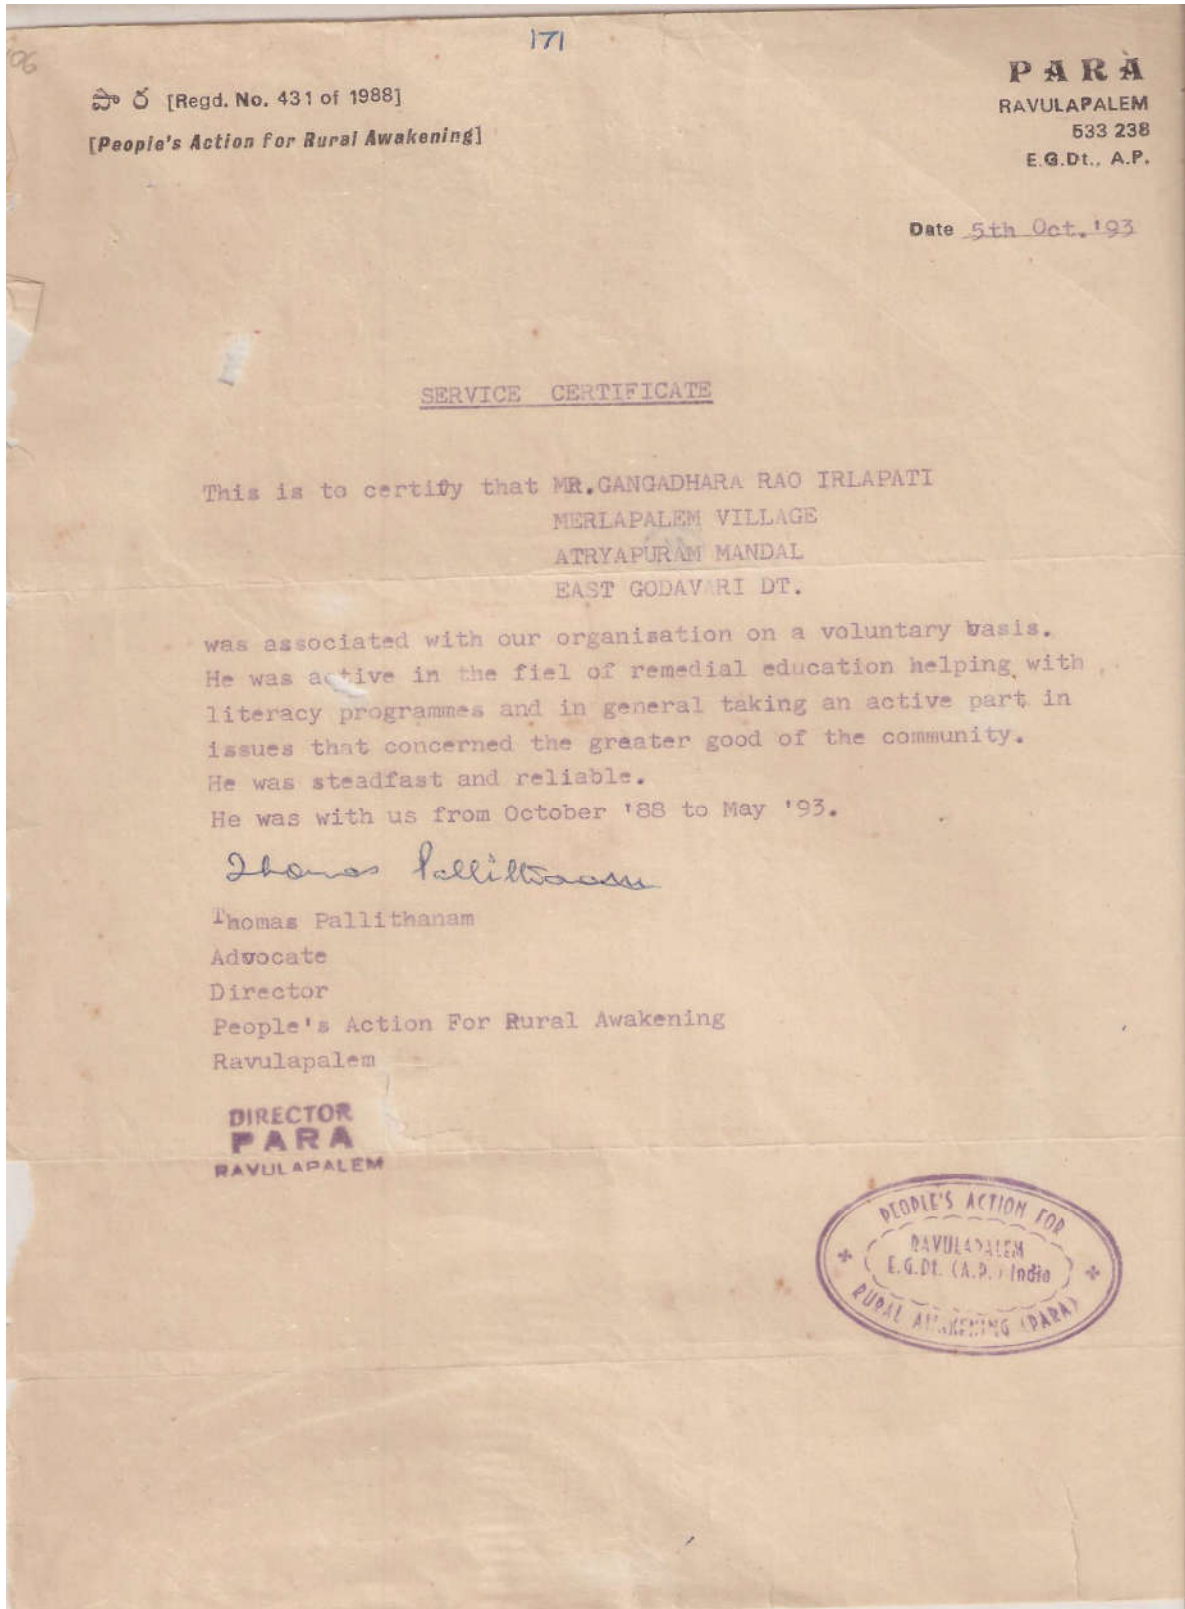 171
06
పా ర [Regd. No. 431 of 1988]
[People's Action for Rural Awakening]
PARA
RAVULAPALEM
533 238
E.G.Dt., A.P.
Date 5th Oct.'93
SERVICE CERTIFICATE
This is to certify that MR.GANGADHARA RAO IRLAPATI
MERLAPALEM VILLAGE
ATRYAPURAM MANDAL
EAST GODAVARI DT.
was associated with our organisation on a voluntary basis.
He was active in the fiel of remedial education helping with
literacy programmes and in general taking an active part in
issues that concerned the greater good of the community.
He was steadfast and reliable.
He was with us from October '88 to May '93.
Thomas Pallithanam
Thomas Pallithanam
Advocate
Director
People's Action For Rural Awakening
Ravulapalem
DIRECTOR
PARA
RAVULAPALEM
PEOPLE'S ACTION FOR
RAVULAPALEM
E.G.Dt. (A.P.) India
RURAL AWAKENING (PARA)